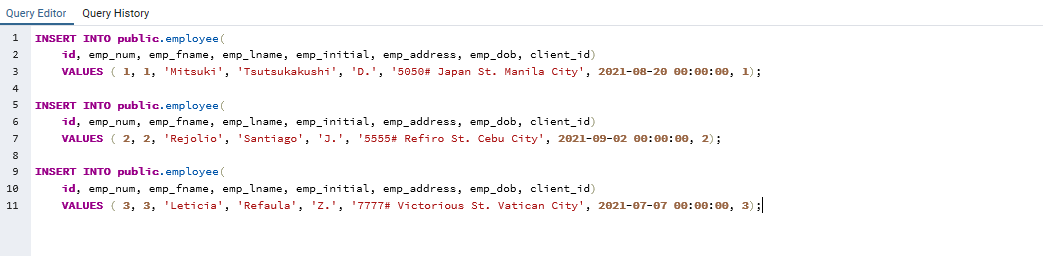 Query Editor Query History
1 INSERT INTO public.employee(
2 id, emp_num, emp_fname, emp_lname, emp_initial, emp_address, emp_dob, client_id)
3 VALUES ( 1, 1, 'Mitsuki', 'Tsutsukakushi', 'D.', '5050# Japan St. Manila City', 2021-08-20 00:00:00, 1);
4
5 INSERT INTO public.employee(
6 id, emp_num, emp_fname, emp_lname, emp_initial, emp_address, emp_dob, client_id)
7 VALUES ( 2, 2, 'Rejolio', 'Santiago', 'J.', '5555# Refiro St. Cebu City', 2021-09-02 00:00:00, 2);
8
9 INSERT INTO public.employee(
10 id, emp_num, emp_fname, emp_lname, emp_initial, emp_address, emp_dob, client_id)
11 VALUES ( 3, 3, 'Leticia', 'Refaula', 'Z.', '7777# Victorious St. Vatican City', 2021-07-07 00:00:00, 3);